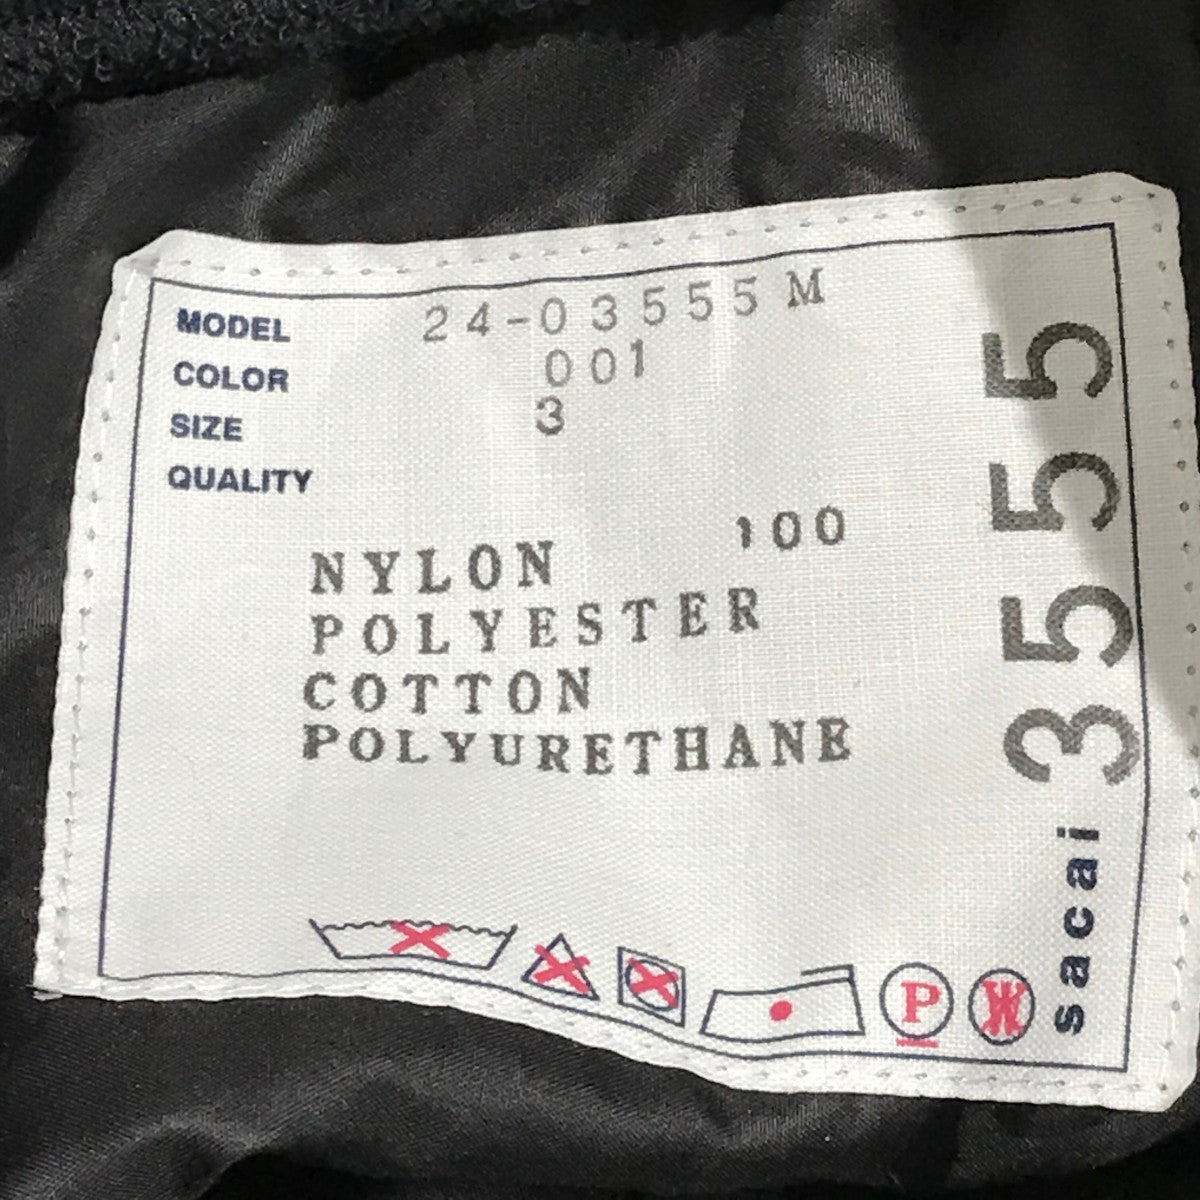 MODEL 24-03555M
COLOR 001
SIZE 3
QUALITY
NYLON 100
POLYESTER
COTTON
POLYURETHANE
P
W
sacai 3555